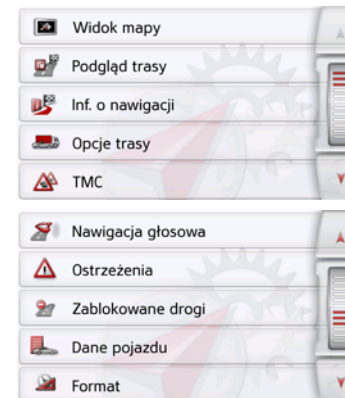 Widok mapy
Podgląd trasy
Inf. o nawigacji
Opcje trasy
TMC
Nawigacja głosowa
Ostrzeżenia
Zablokowane drogi
Dane pojazdu
Format